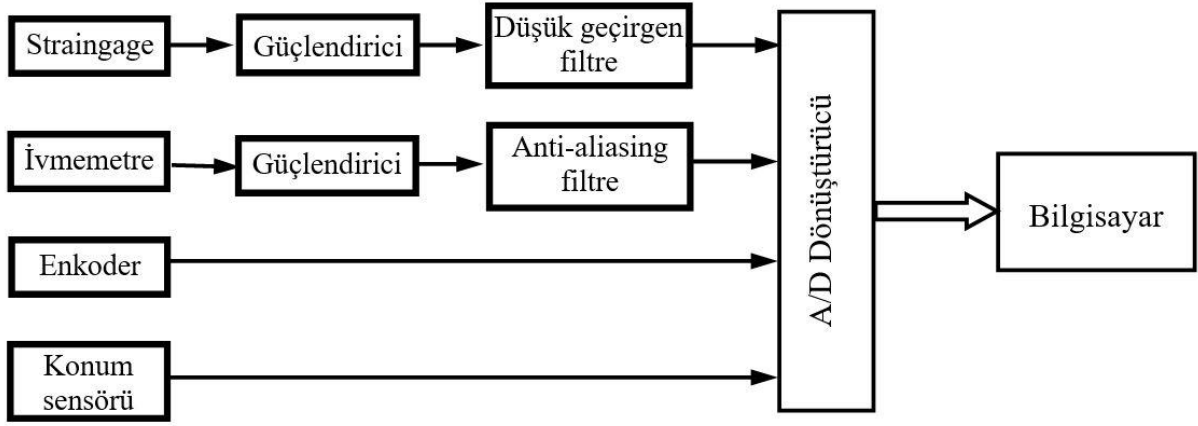 Straingage
Güçlendirici
Düşük geçirgen
filtre
İvmemetre
Güçlendirici
Anti-aliasing
filtre
Enkoder
Konum
sensörü
A/D Dönüştürücü
Bilgisayar